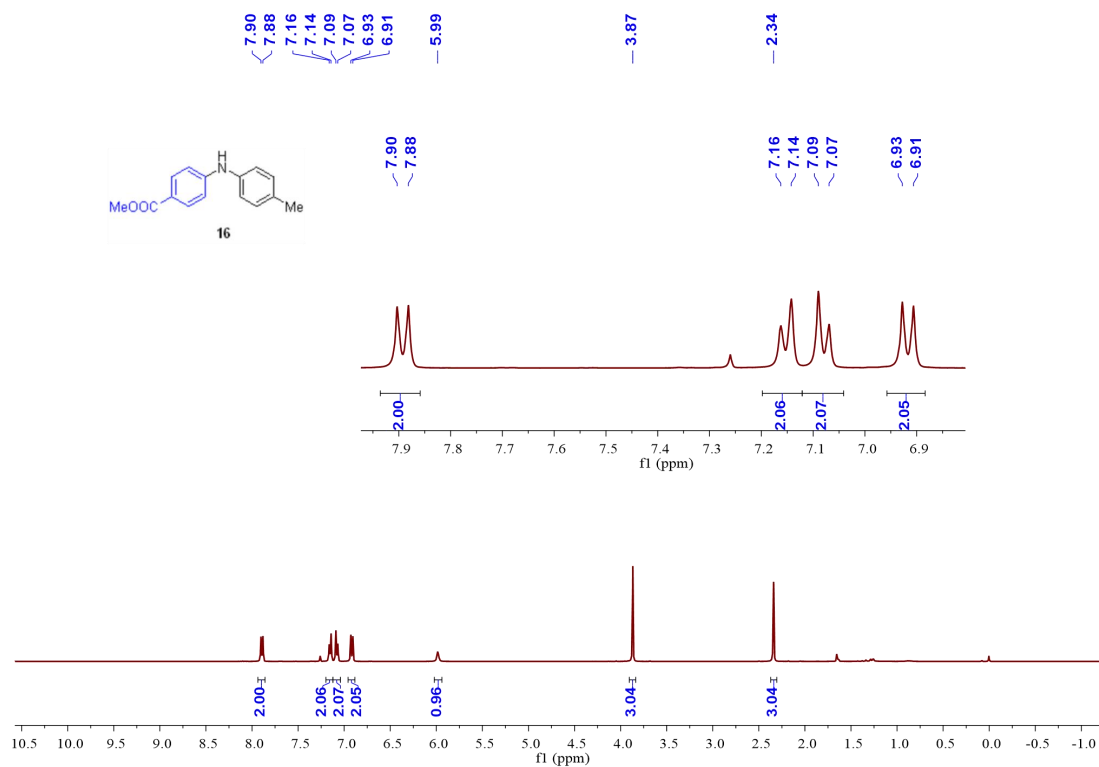 7.90 7.88 7.16 7.14 7.09 7.07 6.93 6.91 5.99 3.87 2.34
7.90 7.88 7.16 7.14 7.09 7.07 6.93 6.91
H
N
MeOOC
Me
16
2.00 2.06 2.07 2.05
7.9 7.8 7.7 7.6 7.5 7.4 7.3 7.2 7.1 7.0 6.9
f1 (ppm)
2.00 2.06 2.07 2.05 0.96 3.04 3.04
10.5 10.0 9.5 9.0 8.5 8.0 7.5 7.0 6.5 6.0 5.5 5.0 4.5 4.0 3.5 3.0 2.5 2.0 1.5 1.0 0.5 0.0 -0.5 -1.0
f1 (ppm)